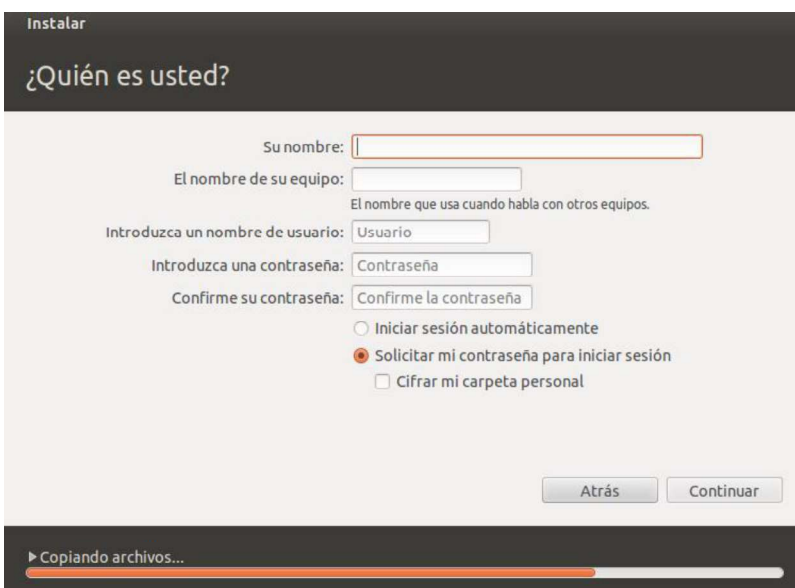 Instalar
¿Quién es usted?
Su nombre:
El nombre de su equipo:
El nombre que usa cuando habla con otros equipos.
Introduzca un nombre de usuario: Usuario
Introduzca una contraseña: Contraseña
Confirme su contraseña: Confirme la contraseña
Iniciar sesión automáticamente
Solicitar mi contraseña para iniciar sesión
Cifrar mi carpeta personal
Atrás Continuar
Copiando archivos...